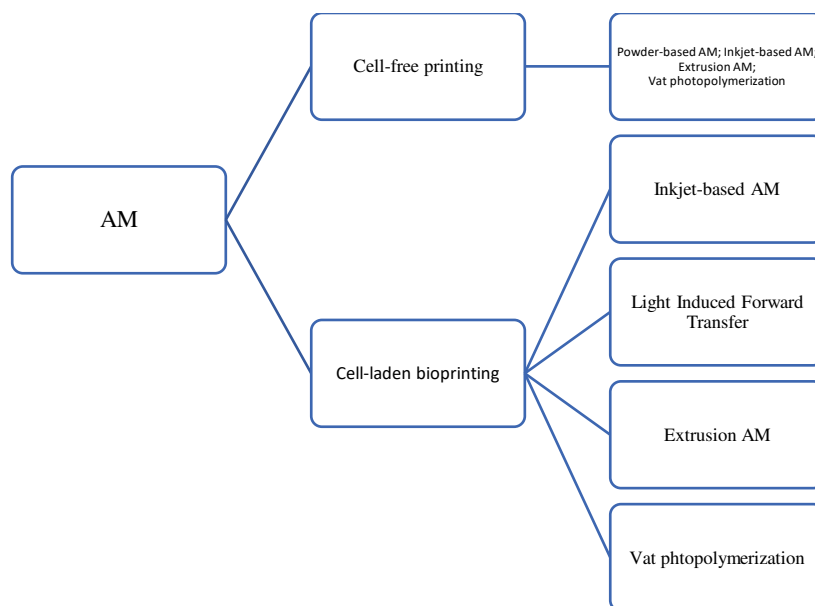 Cell-free printing
Powder-based AM; Inkjet-based AM;
Extrusion AM;
Vat photopolymerization
AM
Inkjet-based AM
Light Induced Forward
Transfer
Cell-laden bioprinting
Extrusion AM
Vat phtopolymerization